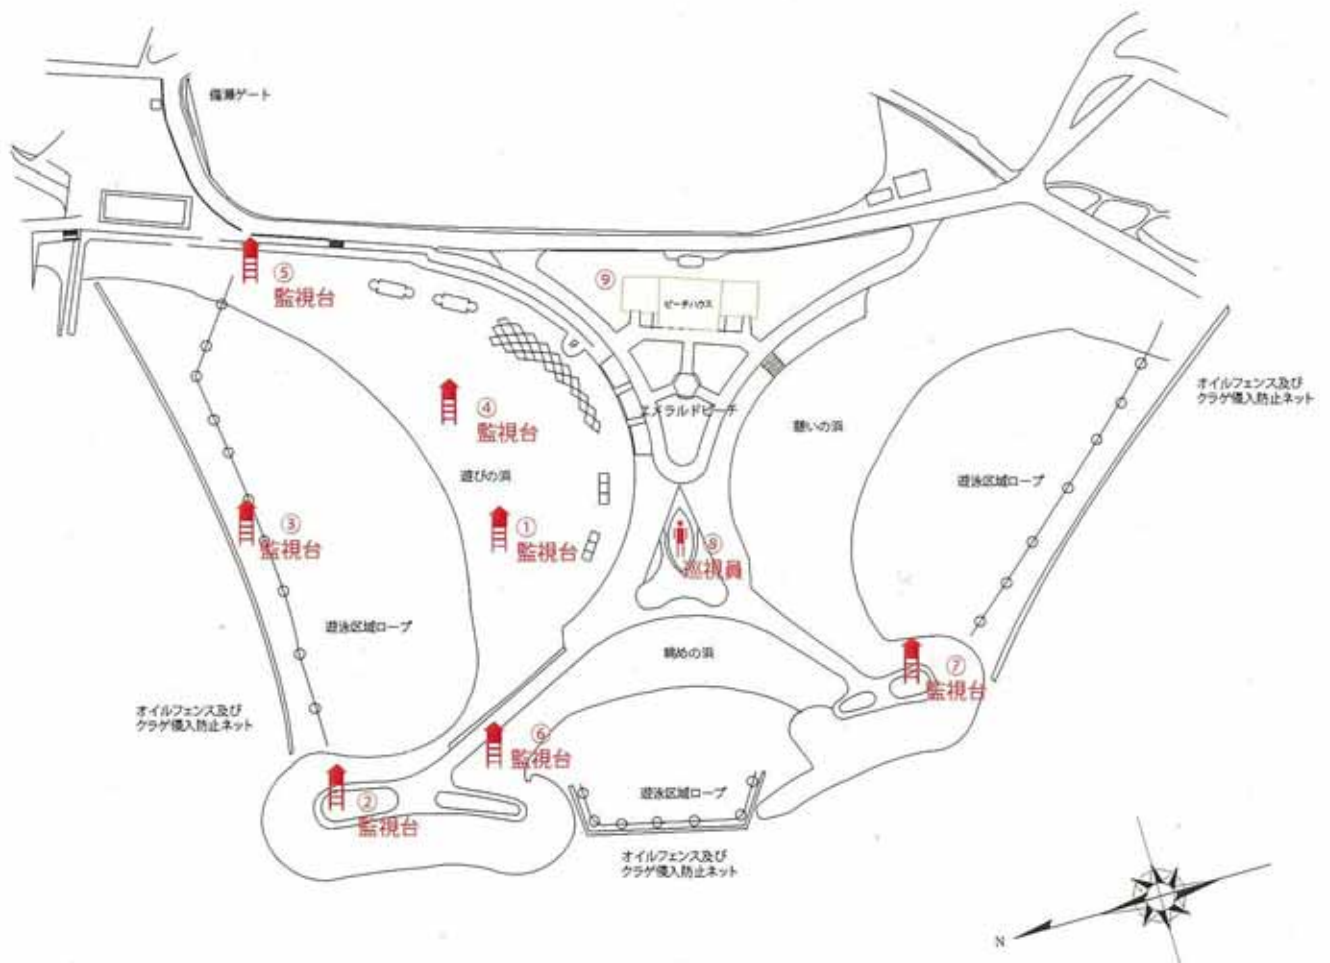 備瀬ゲート
⑤
監視台
⑨
ビーチハウス
オイルフェンス及び
クラゲ侵入防止ネット
④
監視台
エメラルドビーチ
憩いの浜
遊びの浜
遊泳区域ロープ
③
監視台
①
監視台
⑧
巡視員
遊泳区域ロープ
眺めの浜
⑦
監視台
オイルフェンス及び
クラゲ侵入防止ネット
⑥
監視台
②
監視台
遊泳区域ロープ
オイルフェンス及び
クラゲ侵入防止ネット
N